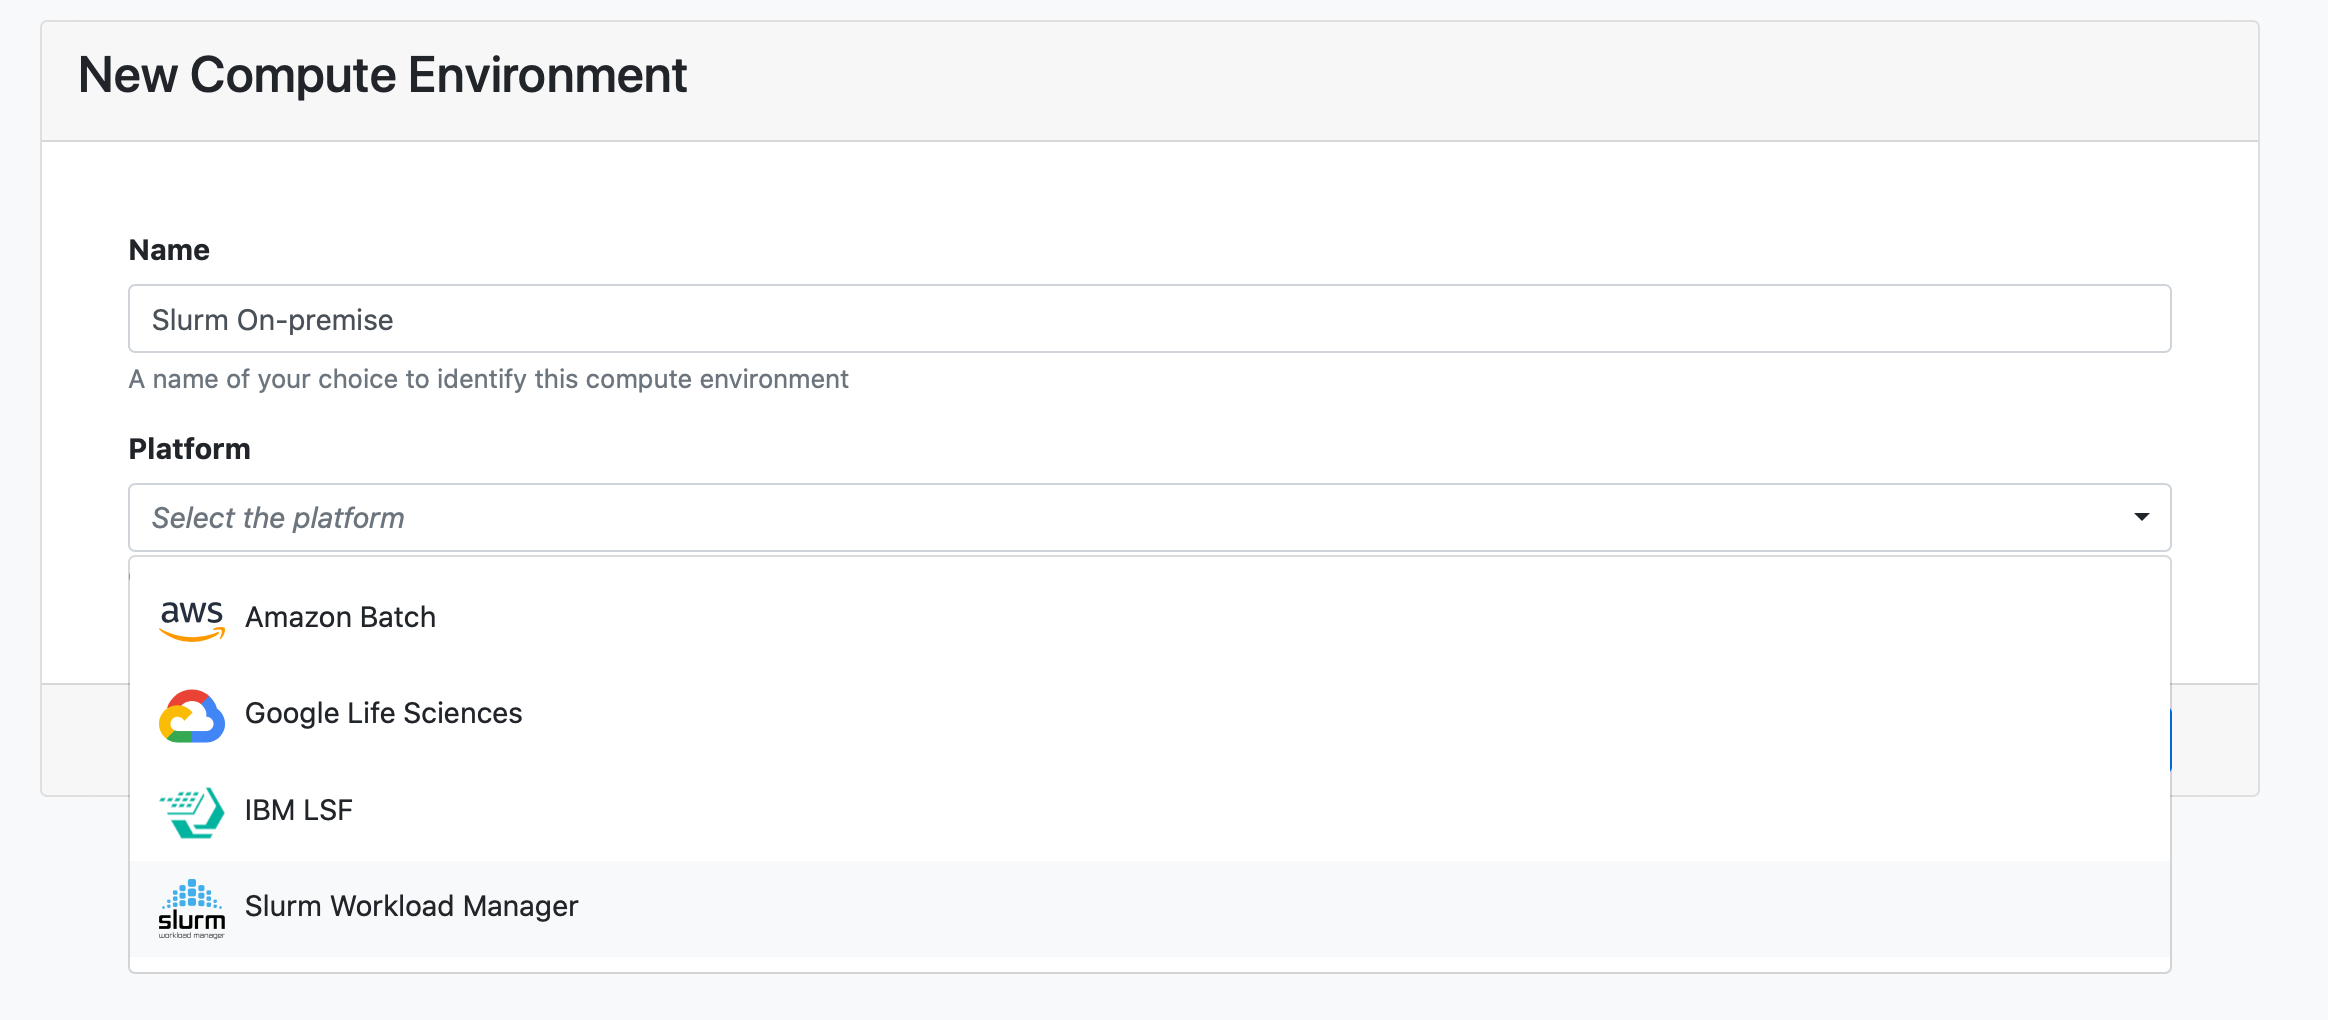 New Compute Environment
Name
Slurm On-premise
A name of your choice to identify this compute environment
Platform
Select the platform
aws Amazon Batch
Google Life Sciences
IBM LSF
slurm
workload manager
Slurm Workload Manager